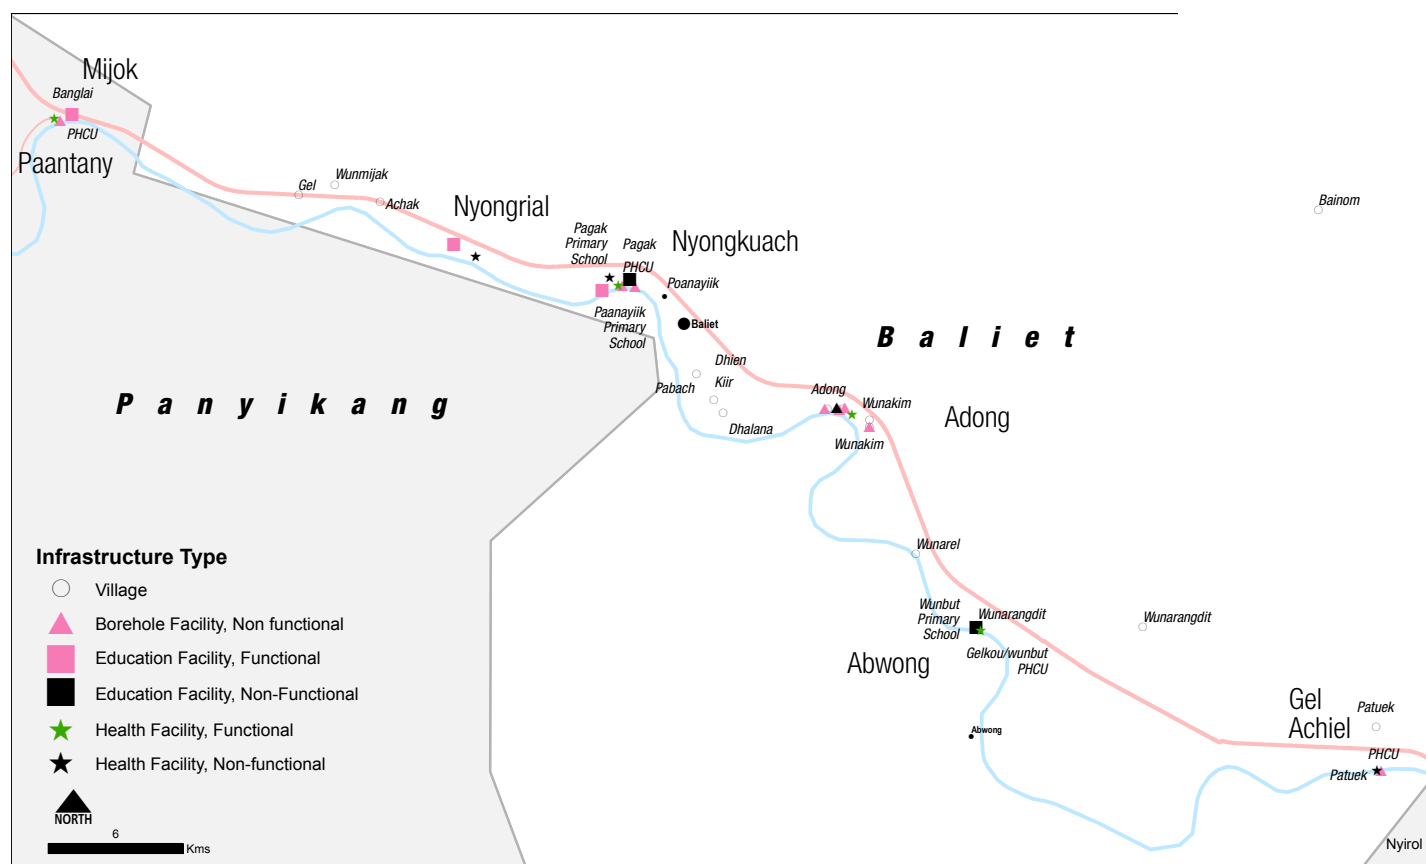 Mijok
Banglai
PHCU
Paantany
Gel
Wunmijak
Achak
Nyongrial
Pagak
Primary
School
Pagak
PHCU
Nyongkuach
Poanayiik
Paanayiik
Primary
School
Baliet
Bainom
Baliet
Dhien
Kiir
Pabach
Dhalana
Adong
Wunakim
Wunakim
Adong
Panyikang
Wunarel
Wunbut
Primary
School
Wunarangdit
Gelkou/wunbut
PHCU
Wunarangdit
Abwong
Abwong
Gel
Achiel
Patuek
PHCU
Patuek
Nyirol
Infrastructure Type
Village
Borehole Facility, Non functional
Education Facility, Functional
Education Facility, Non-Functional
Health Facility, Functional
Health Facility, Non-functional
NORTH
6
Kms